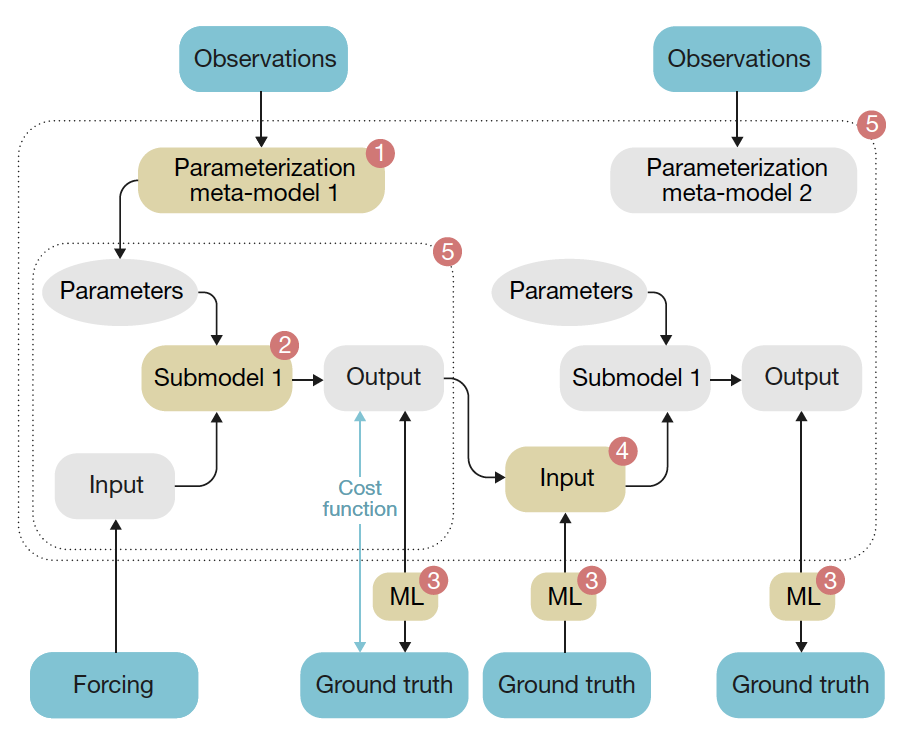 Observations
Observations
5
1
Parameterization
meta-model 1
Parameterization
meta-model 2
5
Parameters
Parameters
2
Submodel 1
Output
Submodel 1
Output
4
Input
Input
Cost
function
3
ML
3
ML
3
ML
Forcing
Ground truth
Ground truth
Ground truth